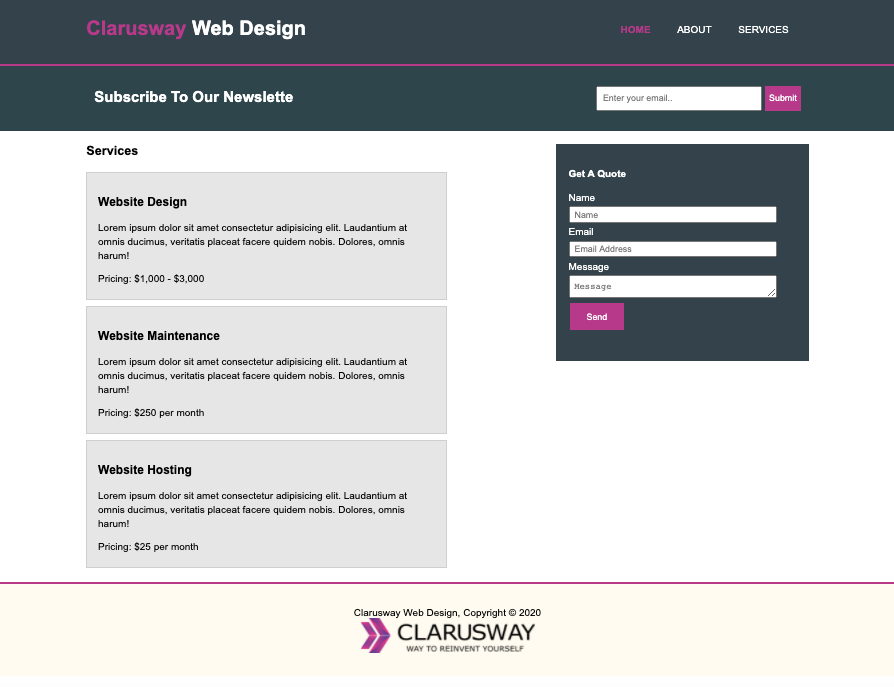 Clarusway Web Design
HOME ABOUT SERVICES
Subscribe To Our Newslette
Enter your email.. Submit
Services
Website Design
Lorem ipsum dolor sit amet consectetur adipisicing elit. Laudantium at
omnis ducimus, veritatis placeat facere quidem nobis. Dolores, omnis
harum!
Pricing: $1,000 - $3,000
Website Maintenance
Lorem ipsum dolor sit amet consectetur adipisicing elit. Laudantium at
omnis ducimus, veritatis placeat facere quidem nobis. Dolores, omnis
harum!
Pricing: $250 per month
Website Hosting
Lorem ipsum dolor sit amet consectetur adipisicing elit. Laudantium at
omnis ducimus, veritatis placeat facere quidem nobis. Dolores, omnis
harum!
Pricing: $25 per month
Get A Quote
Name
Name
Email
Email Address
Message
Message
Send
Clarusway Web Design, Copyright © 2020
CLARUSWAY
WAY TO REINVENT YOURSELF